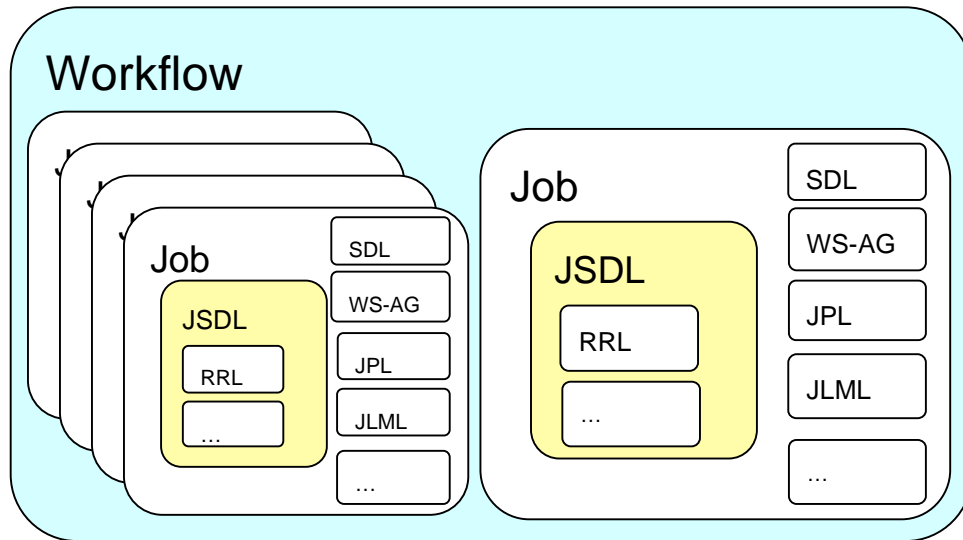 Workflow
J
J
J
J
Job
SDL
JSDL
WS-AG
RRL
JPL
...
JLML
...
Job
SDL
JSDL
WS-AG
RRL
JPL
...
JLML
...